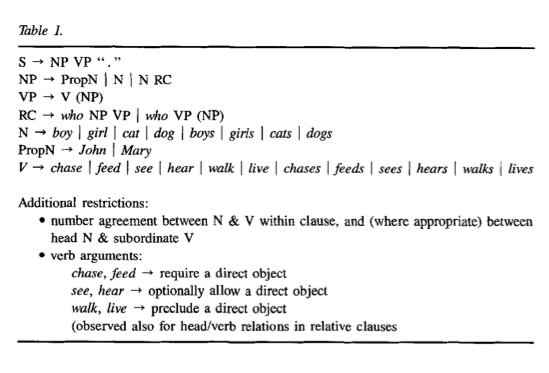 Table 1.
S → NP VP “.”
NP → PropN | N | N RC
VP → V (NP)
RC → who NP VP | who VP (NP)
N → boy | girl | cat | dog | boys | girls | cats | dogs
PropN → John | Mary
V → chase | feed | see | hear | walk | live | chases | feeds | sees | hears | walks | lives
Additional restrictions:
• number agreement between N & V within clause, and (where appropriate) between
head N & subordinate V
• verb arguments:
chase, feed → require a direct object
see, hear → optionally allow a direct object
walk, live → preclude a direct object
(observed also for head/verb relations in relative clauses